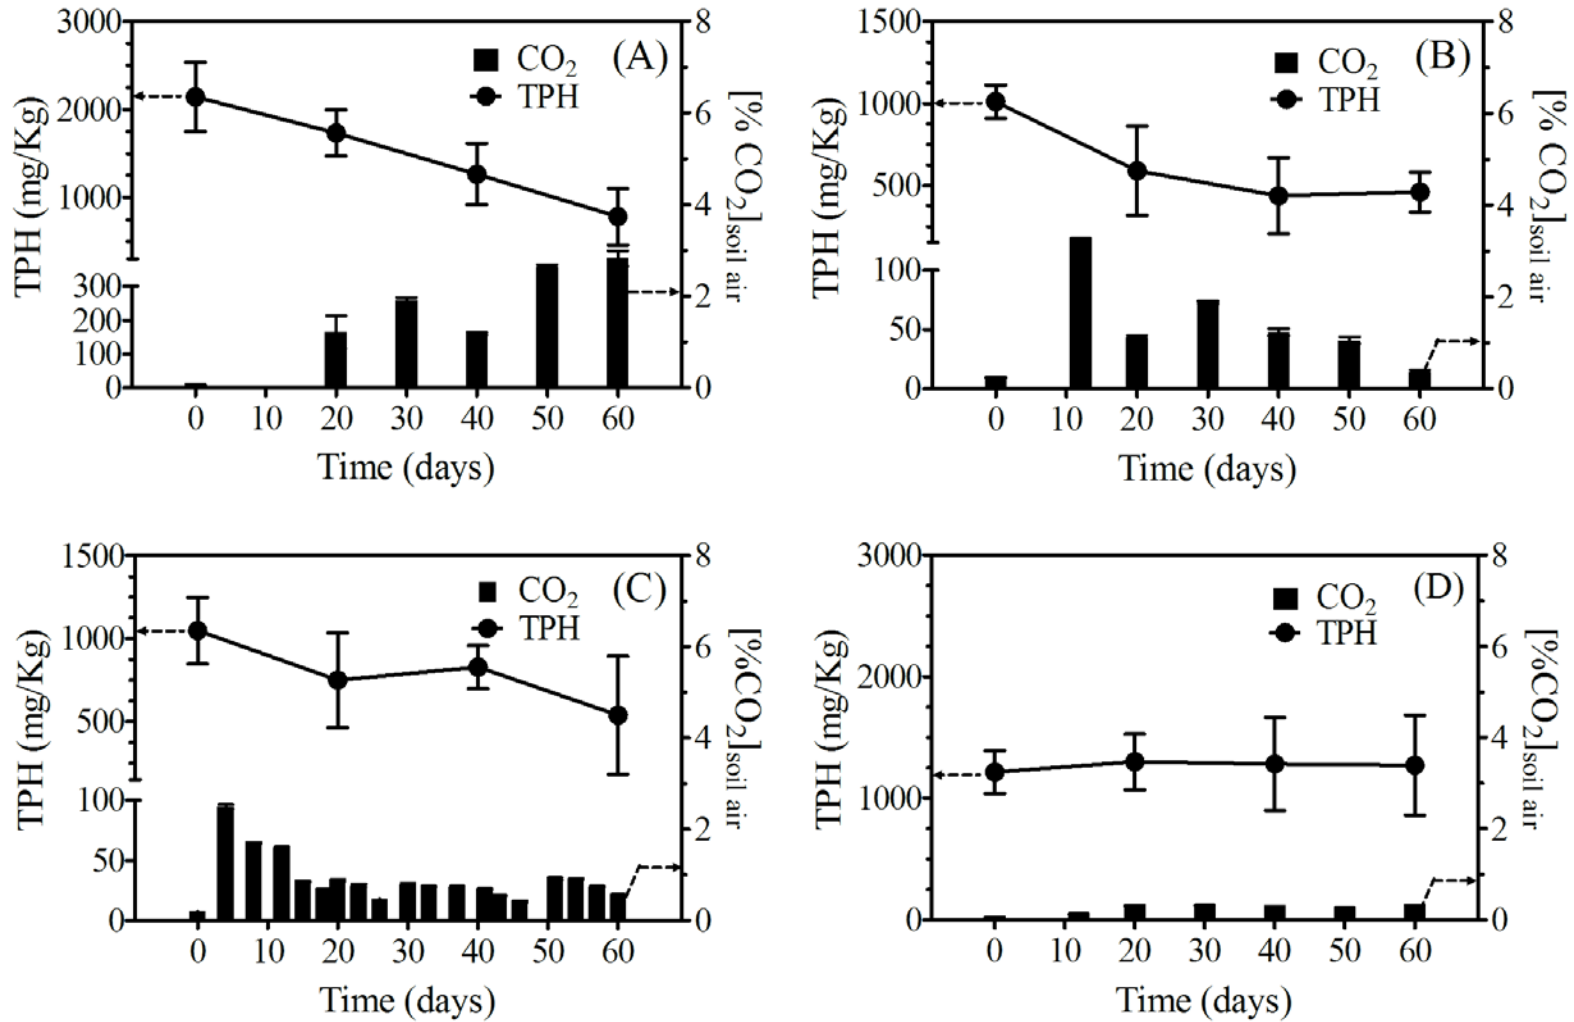 3000
2000
1000
300
200
100
0
TPH (mg/Kg)
CO2
TPH
(A)
8
6
4
2
0
[% CO2]soil air
0 10 20 30 40 50 60
Time (days)
1500
1000
500
100
50
0
TPH (mg/Kg)
CO2
TPH
(B)
8
6
4
2
0
[% CO2]soil air
0 10 20 30 40 50 60
Time (days)
1500
1000
500
100
50
0
TPH (mg/Kg)
CO2
TPH
(C)
8
6
4
2
0
[%CO2]soil air
0 10 20 30 40 50 60
Time (days)
3000
2000
1000
0
TPH (mg/Kg)
CO2
TPH
(D)
8
6
4
2
0
[%CO2]soil air
0 10 20 30 40 50 60
Time (days)